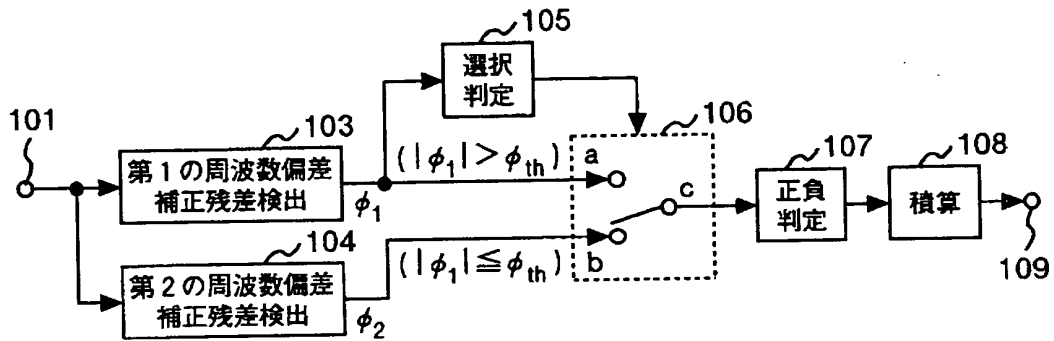 101
103
第1の周波数偏差
補正残差検出
ϕ1
104
第2の周波数偏差
補正残差検出
ϕ2
105
選択
判定
(|ϕ1|>ϕth)
(|ϕ1|≦ϕth)
106
a
b
c
107
正負
判定
108
積算
109